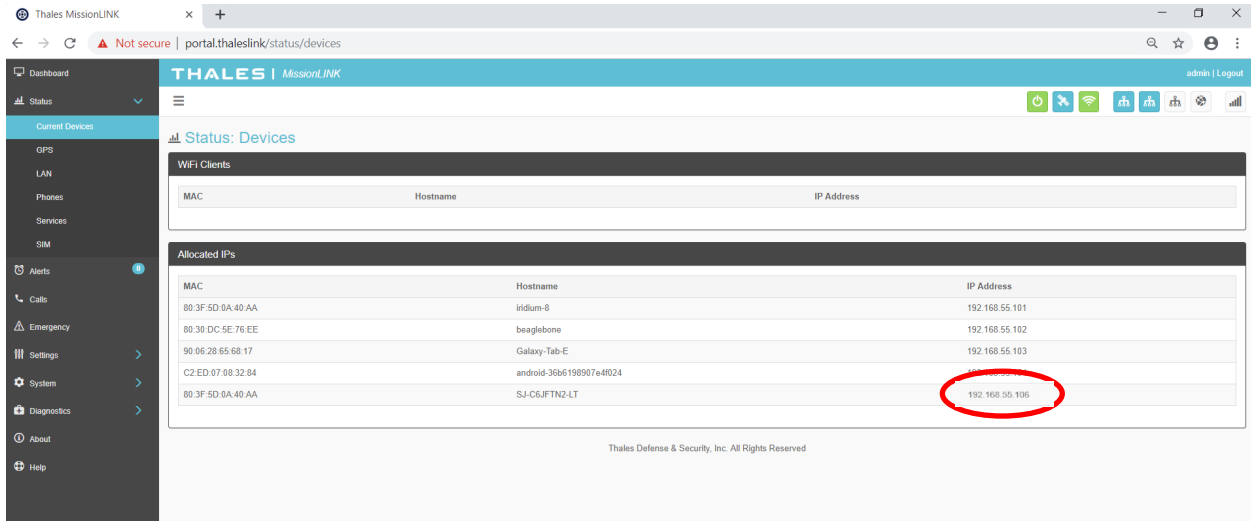 Thales MissionLINK
Not secure | portal.thaleslink/status/devices
Dashboard
THALES | MissionLINK
admin | Logout
Status
Current Devices
GPS
LAN
Phones
Services
SIM
Alerts
0
Calls
Emergency
Settings
System
Diagnostics
About
Help
Status: Devices
WiFi Clients
MAC Hostname IP Address
Allocated IPs
MAC Hostname IP Address
80:3F:5D:0A:40:AA iridium-8 192.168.55.101
80:30:DC:5E:76:EE beaglebone 192.168.55.102
90:06:28:65:68:17 Galaxy-Tab-E 192.168.55.103
C2:ED:07:08:32:84 android-36b6198907e4f024
80:3F:5D:0A:40:AA SJ-C6JFTN2-LT 192.168.55.106
Thales Defense & Security, Inc. All Rights Reserved